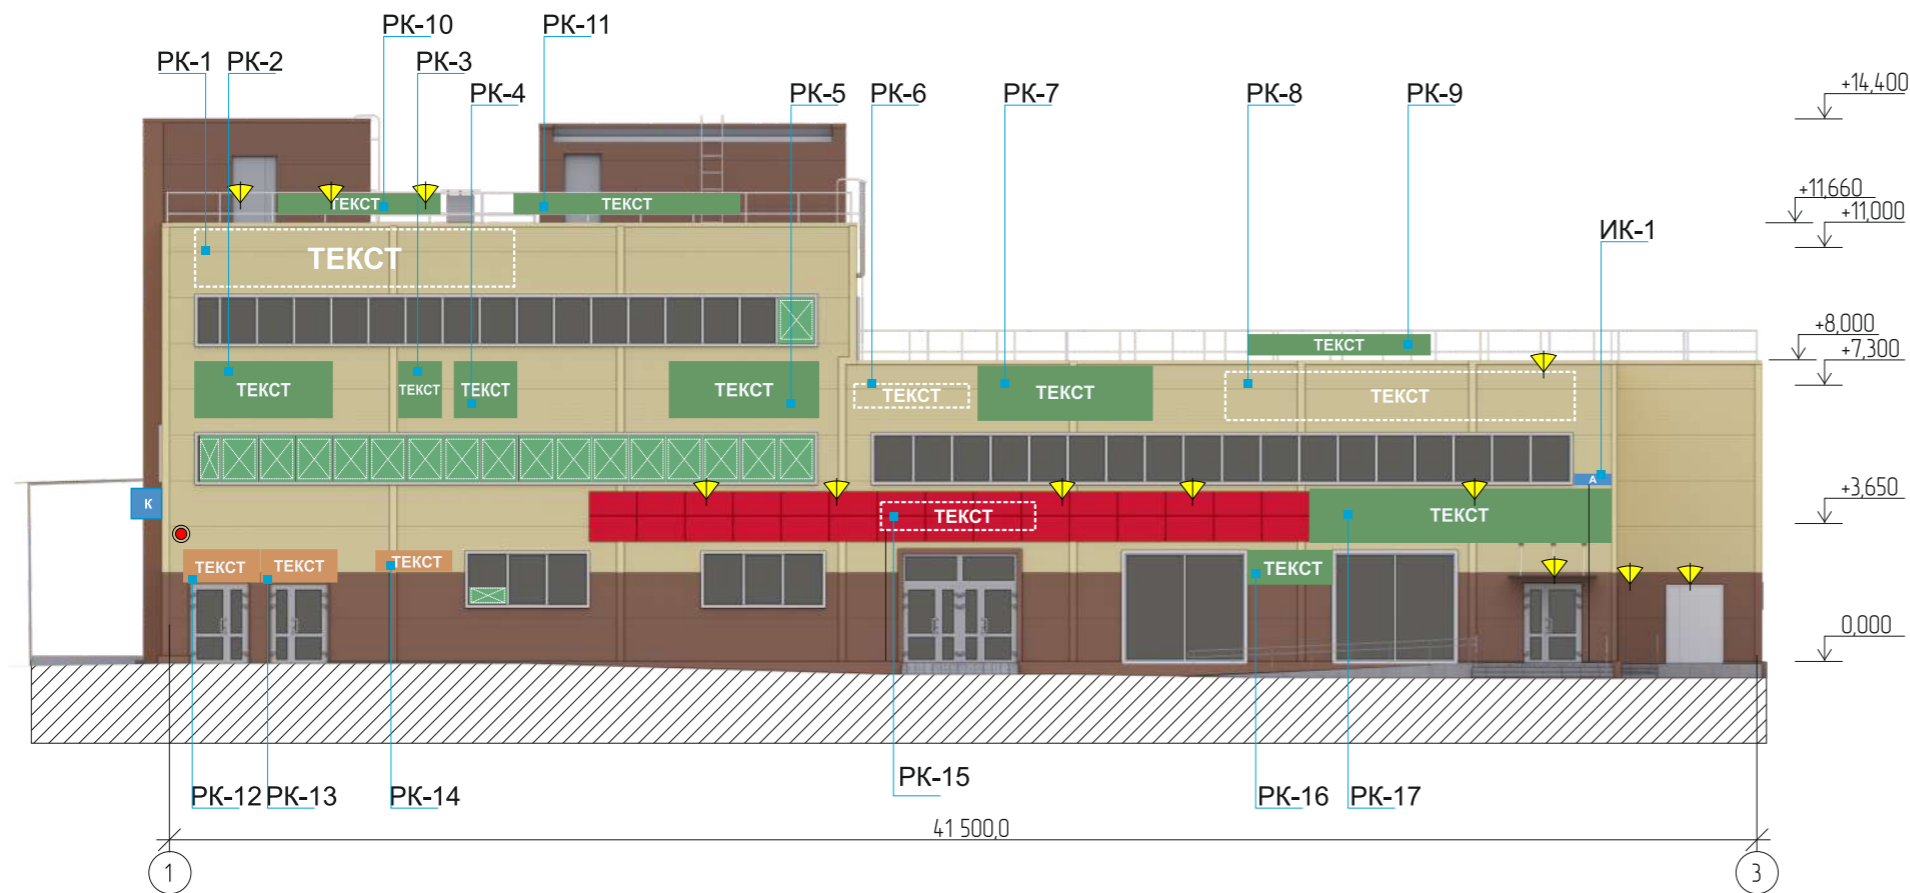 РК-10
РК-11
РК-1
РК-2
РК-3
РК-4
РК-5
РК-6
РК-7
РК-8
РК-9
+14,400
+11,660
+11,000
ИК-1
+8,000
+7,300
+3,650
0,000
ТЕКСТ
ТЕКСТ
ТЕКСТ
ТЕКСТ
ТЕКСТ
ТЕКСТ
ТЕКСТ
ТЕКСТ
ТЕКСТ
ТЕКСТ
ТЕКСТ
А
К
ТЕКСТ
ТЕКСТ
ТЕКСТ
ТЕКСТ
ТЕКСТ
ТЕКСТ
РК-12
РК-13
РК-14
РК-15
РК-16
РК-17
41 500,0
1
3